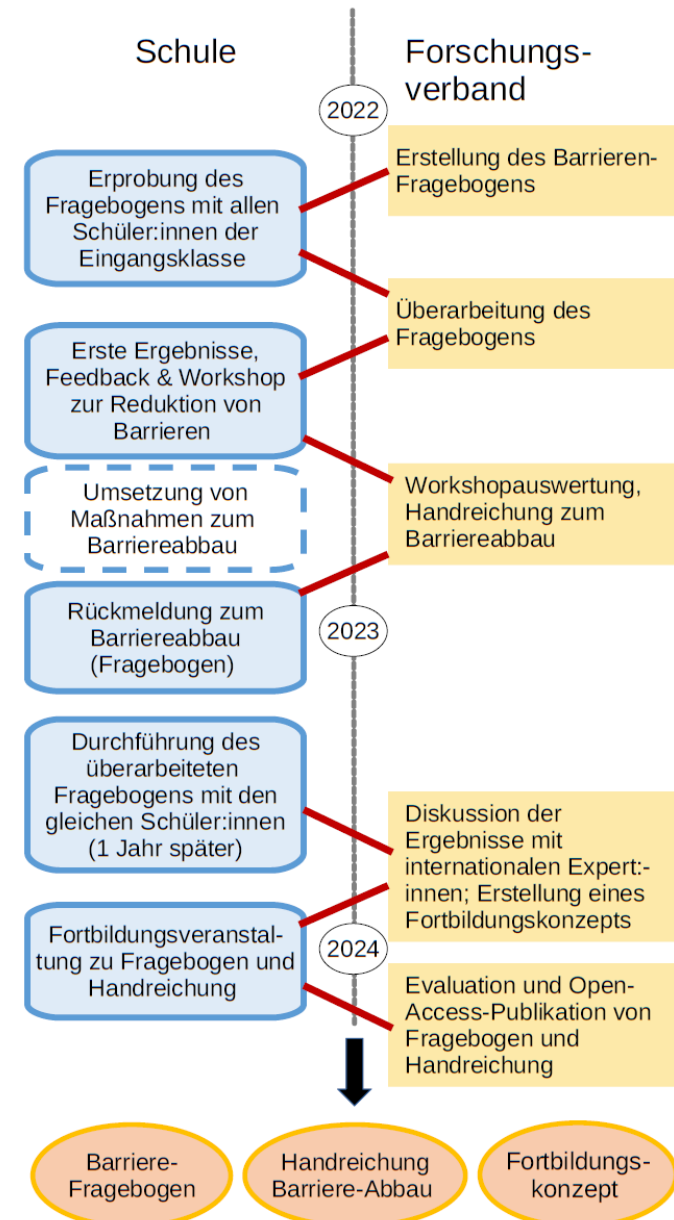 Schule
Forschungs-
verband
2022
Erstellung des Barrieren-
Fragebogens
Erprobung des
Fragebogens mit allen
Schüler:innen der
Eingangsklasse
Überarbeitung des
Fragebogens
Erste Ergebnisse,
Feedback & Workshop
zur Reduktion von
Barrieren
Workshopauswertung,
Handreichung zum
Barriereabbau
Umsetzung von
Maßnahmen zum
Barriereabbau
Rückmeldung zum
Barriereabbau
(Fragebogen)
2023
Durchführung des
überarbeiteten
Fragebogens mit den
gleichen Schüler:innen
(1 Jahr später)
Diskussion der
Ergebnisse mit
internationalen Expert:-
innen; Erstellung eines
Fortbildungskonzepts
Fortbildungsveranstal-
tung zu Fragebogen und
Handreichung
2024
Evaluation und Open-
Access-Publikation von
Fragebogen und
Handreichung
Barriere-
Fragebogen
Handreichung
Barriere-Abbau
Fortbildungs-
konzept